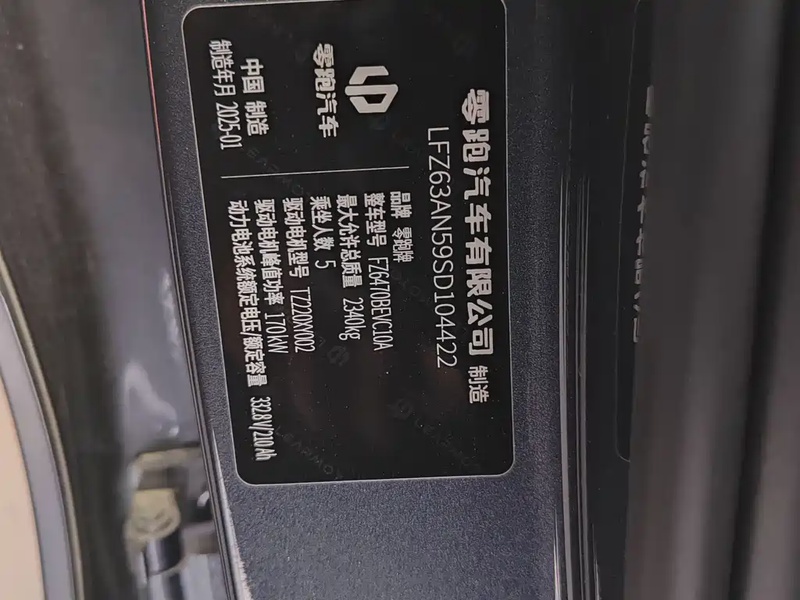 零跑汽车有限公司 制造
LFZ63AN59SD104422
零跑汽车
中国 制造
制造年月 2025-01
品牌 零跑牌
整车型号 FZ6470BEVC10A
最大允许总质量 2340kg
乘坐人数 5
驱动电机型号 TZ220XY002
驱动电机峰值功率 170kW
动力电池系统额定电压/额定容量 332.8V/210Ah